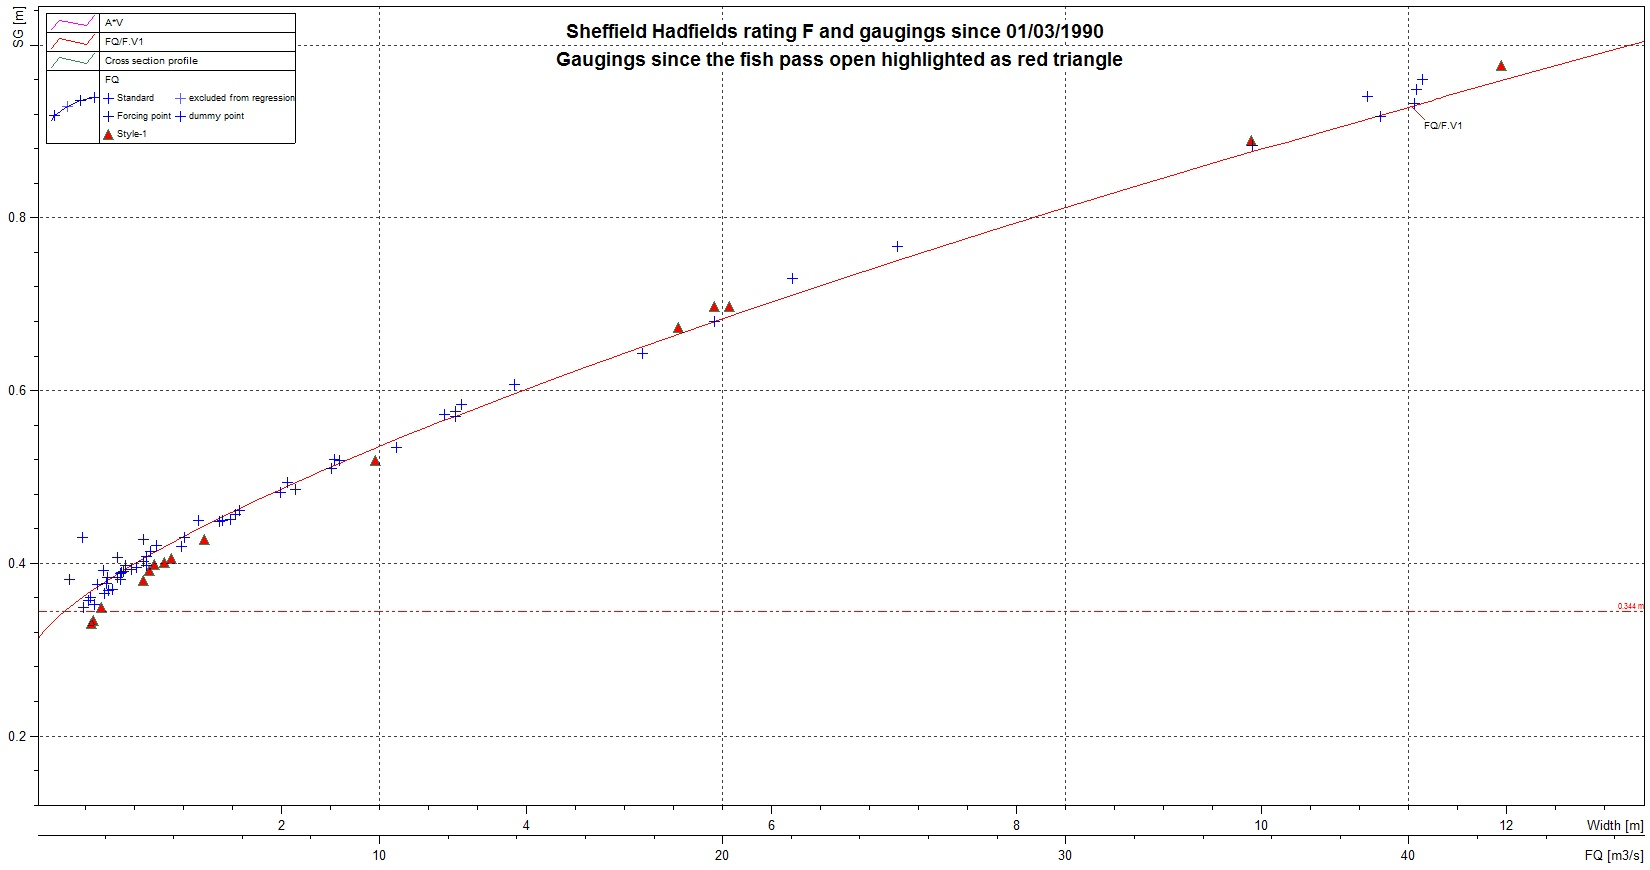 Sheffield Hadfields rating F and gaugings since 01/03/1990
Gaugings since the fish pass open highlighted as red triangle
SG [m]
A*V
FQ/F.V1
Cross section profile
FQ
Standard excluded from regression
Forcing point dummy point
Style-1
FQ/F.V1
0.8
0.6
0.4
0.344 m
0.2
2 4 6 8 10 12 Width [m]
10 20 30 40 FQ [m3/s]